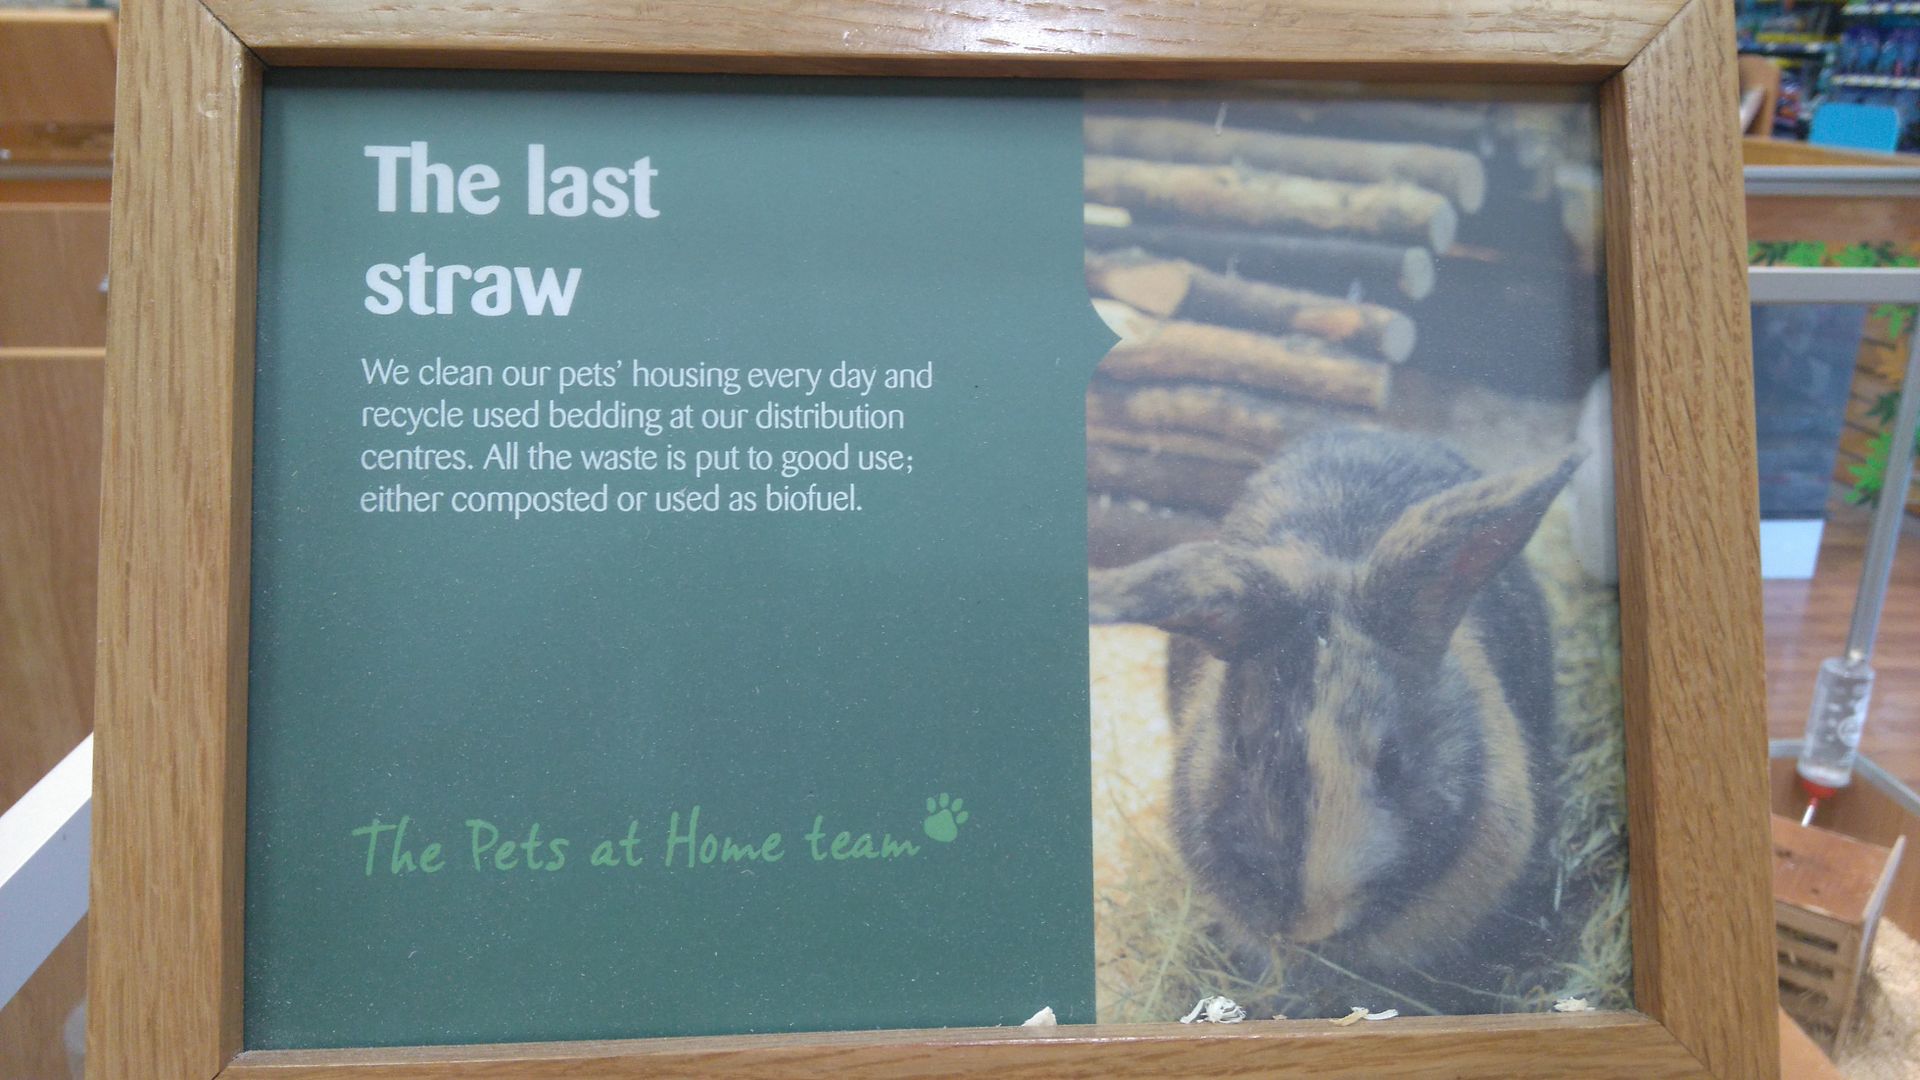 The last
straw
We clean our pets’ housing every day and
recycle used bedding at our distribution
centres. All the waste is put to good use;
either composted or used as biofuel.
The Pets at Home team